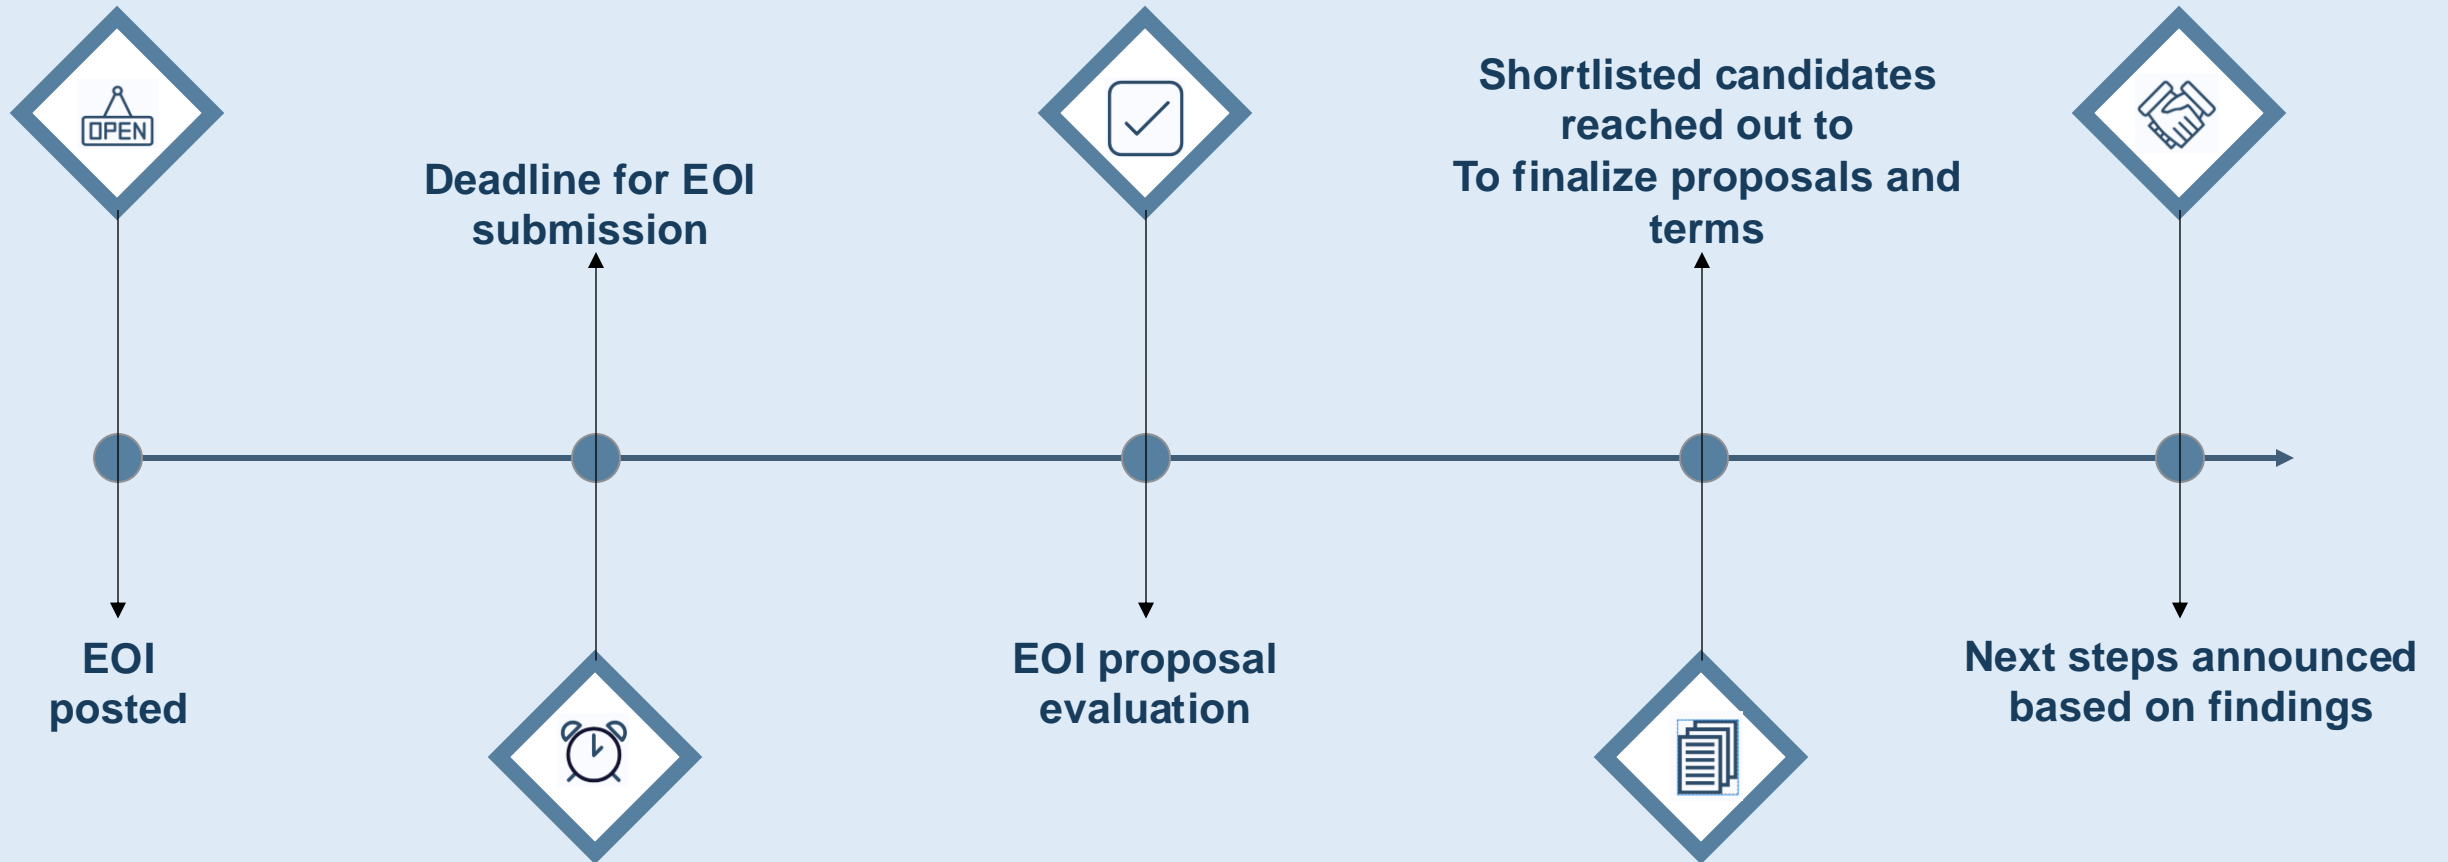 OPEN
EOI
posted
Deadline for EOI
submission
EOI proposal
evaluation
Shortlisted candidates
reached out to
To finalize proposals and
terms
Next steps announced
based on findings